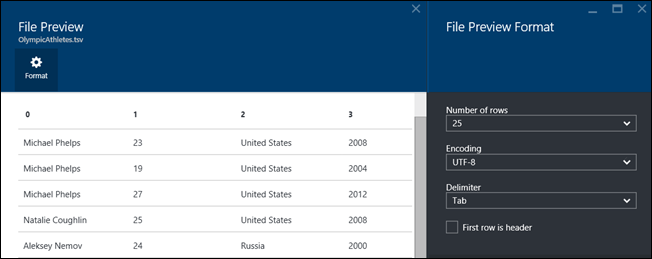 File Preview
OlympicAthletes.tsv
Format
0 1 2 3
Michael Phelps 23 United States 2008
Michael Phelps 19 United States 2004
Michael Phelps 27 United States 2012
Natalie Coughlin 25 United States 2008
Aleksey Nemov 24 Russia 2000
File Preview Format
Number of rows
25
Encoding
UTF-8
Delimiter
Tab
First row is header